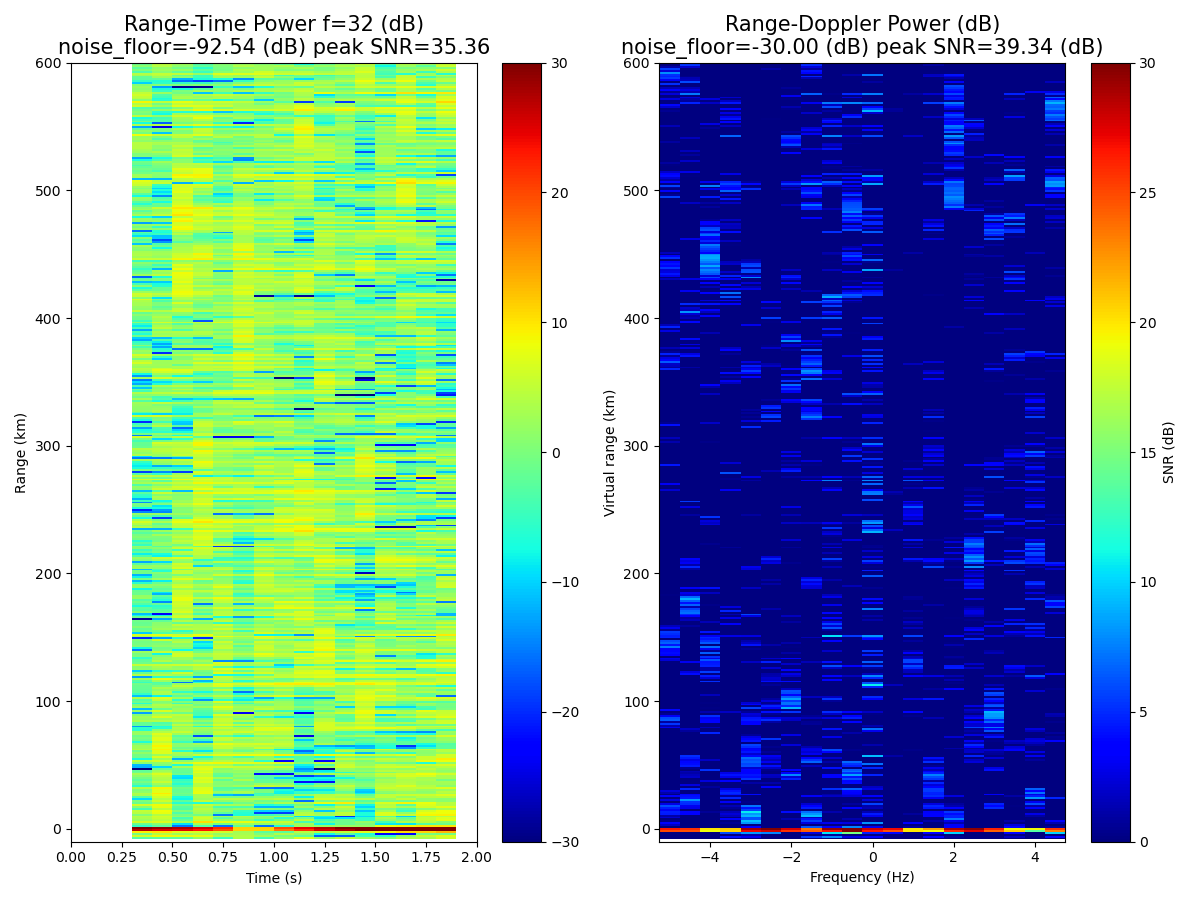 Range-Time Power f=32 (dB)
noise_floor=-92.54 (dB) peak SNR=35.36
Range-Doppler Power (dB)
noise_floor=-30.00 (dB) peak SNR=39.34 (dB)
600
500
400
300
200
100
0
Range (km)
0.00 0.25 0.50 0.75 1.00 1.25 1.50 1.75 2.00
Time (s)
30
20
10
0
−10
−20
−30
600
500
400
300
200
100
0
Virtual range (km)
−4 −2 0 2 4
Frequency (Hz)
30
25
20
15
10
5
0
SNR (dB)